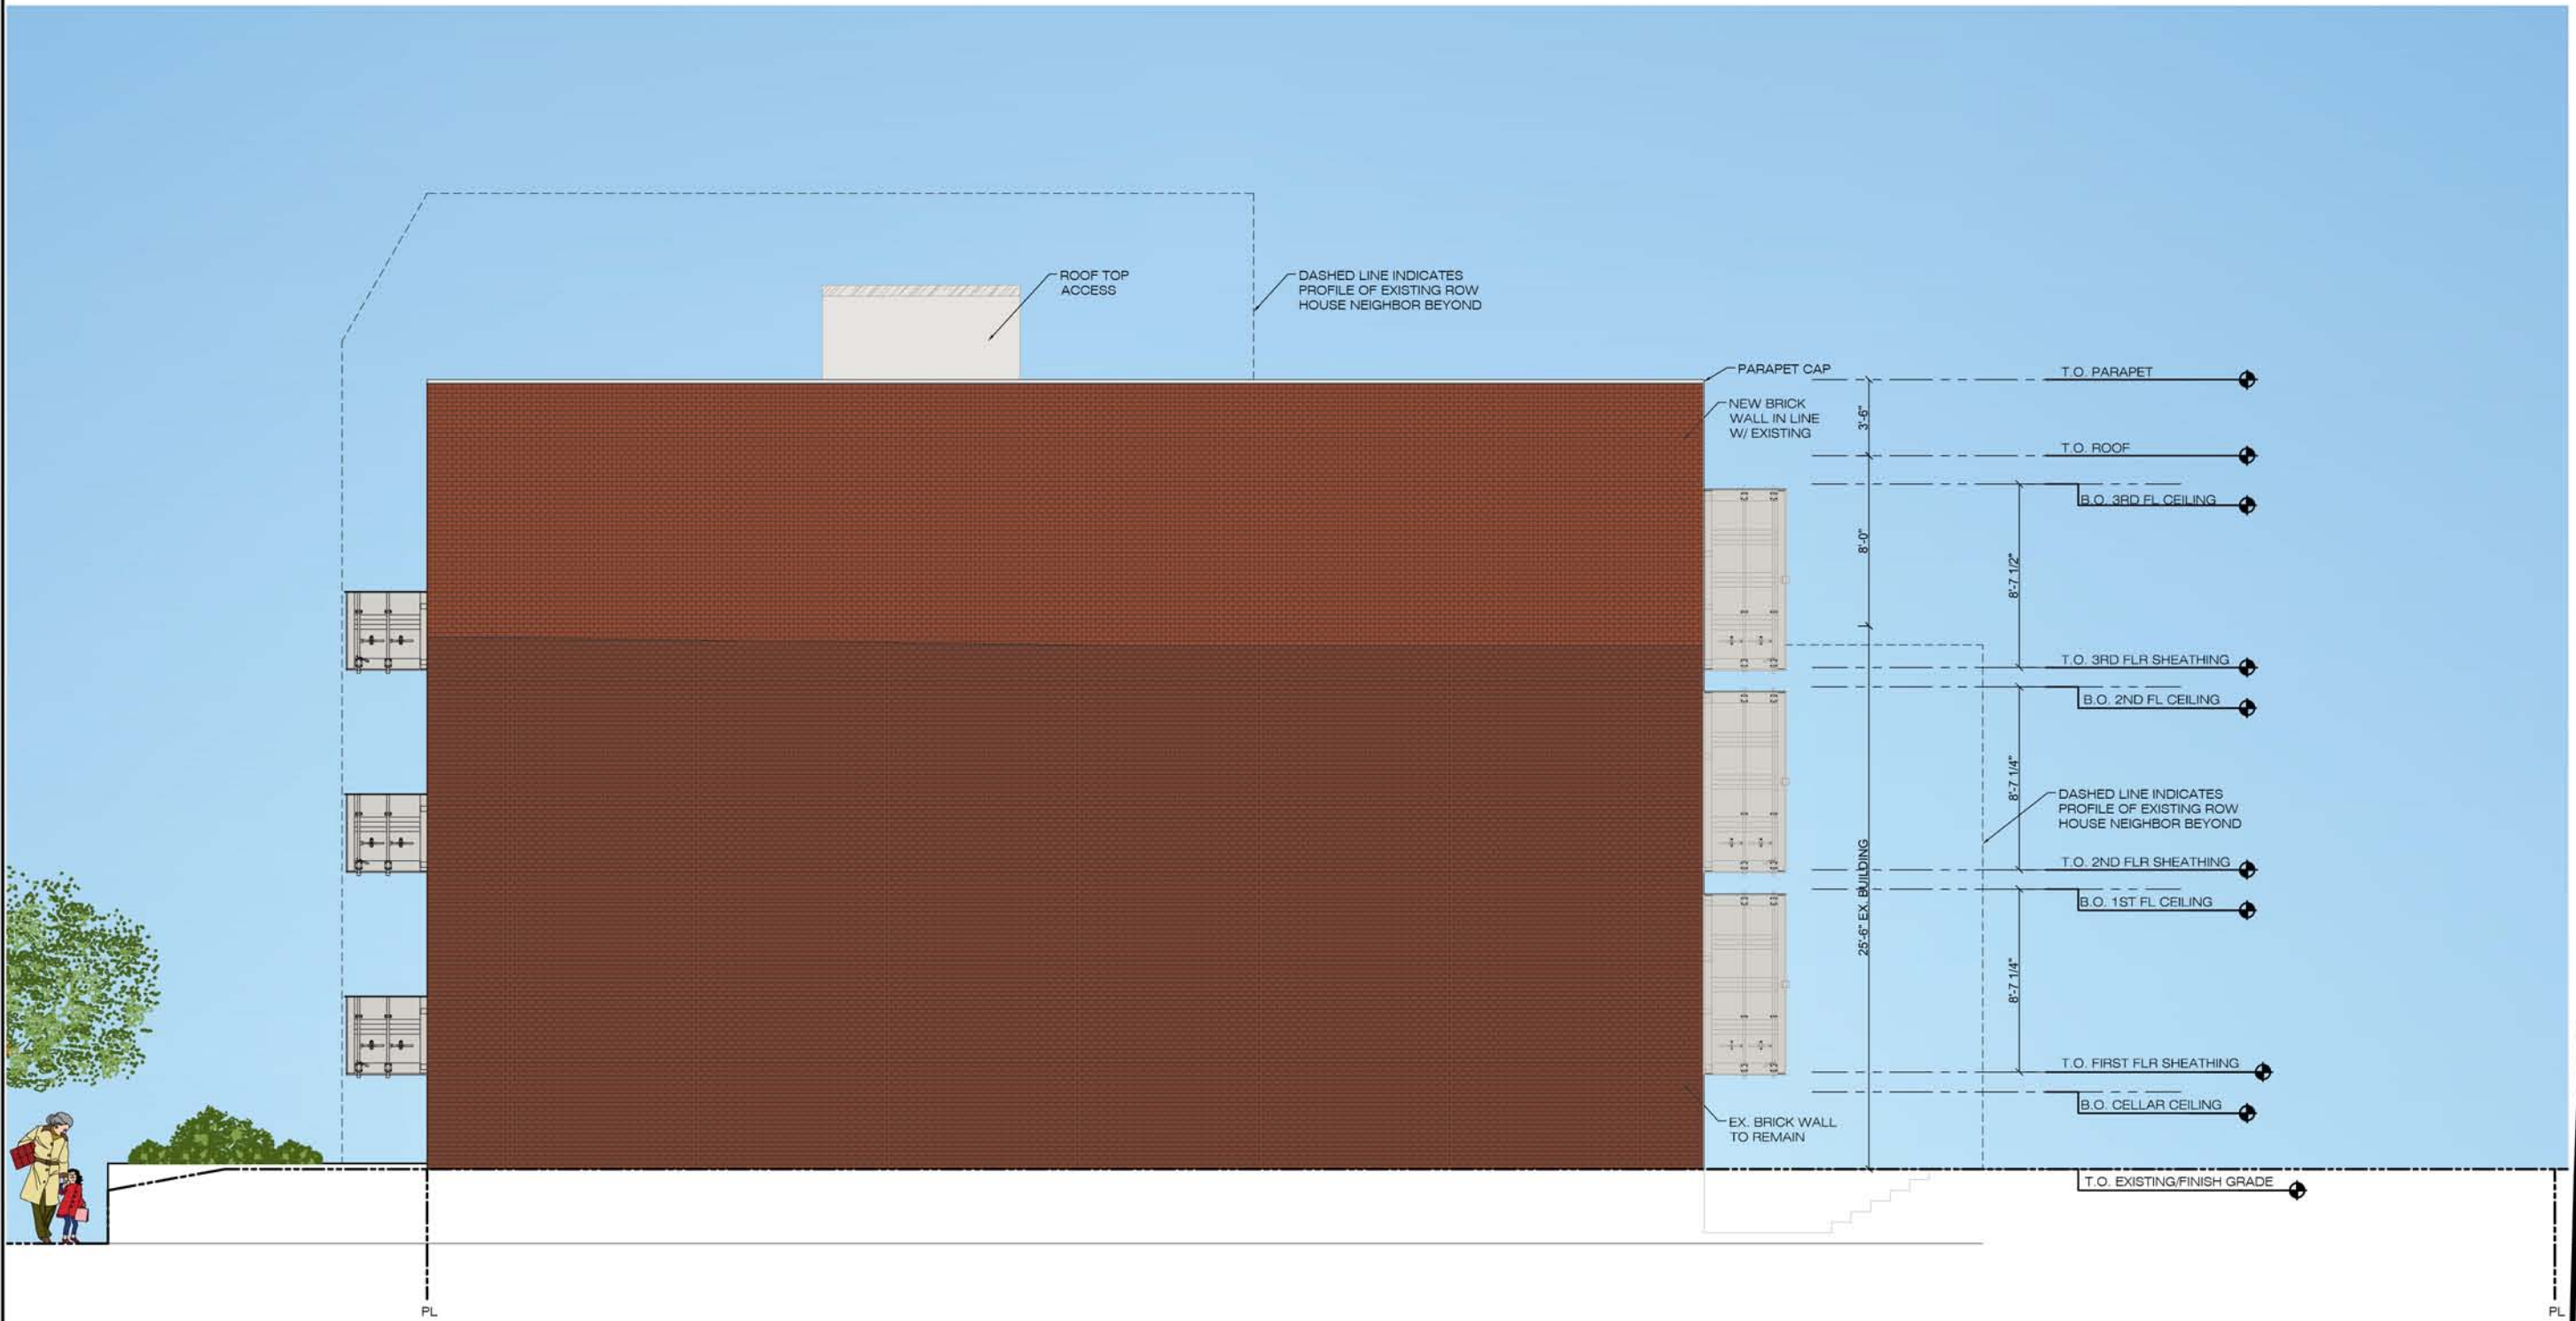 ROOF TOP
ACCESS
DASHED LINE INDICATES
PROFILE OF EXISTING ROW
HOUSE NEIGHBOR BEYOND
PARAPET CAP
NEW BRICK
WALL IN LINE
W/ EXISTING
3'-6"
8'-0"
25'-6" EX. BUILDING
T.O. PARAPET
T.O. ROOF
B.O. 3RD FL CEILING
8'-7 1/2"
T.O. 3RD FLR SHEATHING
B.O. 2ND FL CEILING
8'-7 1/4"
DASHED LINE INDICATES
PROFILE OF EXISTING ROW
HOUSE NEIGHBOR BEYOND
T.O. 2ND FLR SHEATHING
B.O. 1ST FL CEILING
8'-7 1/4"
T.O. FIRST FLR SHEATHING
B.O. CELLAR CEILING
EX. BRICK WALL
TO REMAIN
T.O. EXISTING/FINISH GRADE
PL
PL